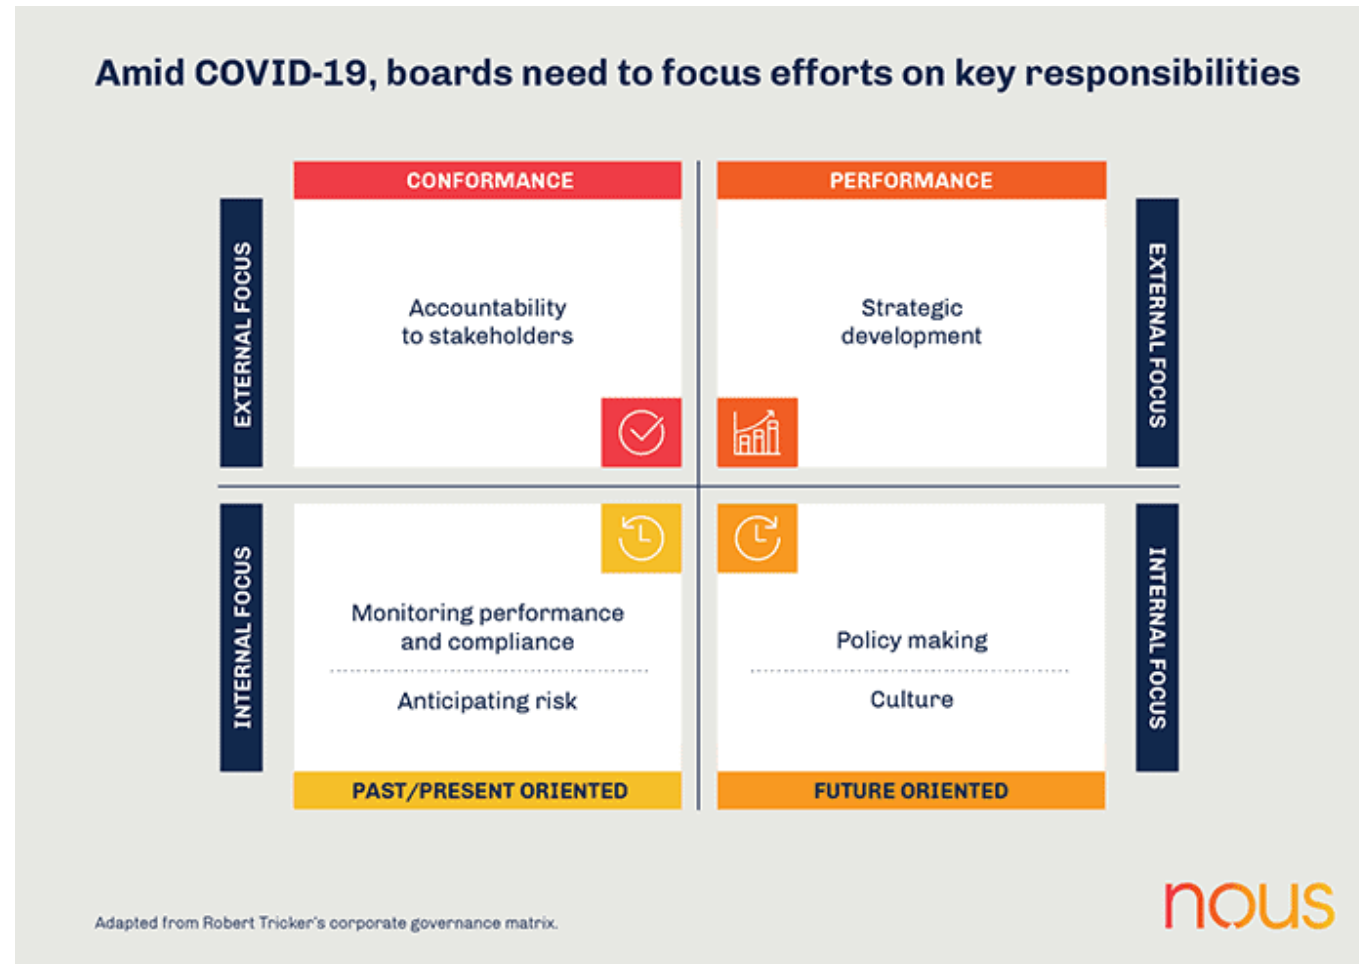 Amid COVID-19, boards need to focus efforts on key responsibilities
CONFORMANCE
PERFORMANCE
EXTERNAL FOCUS
Accountability
to stakeholders
Strategic
development
EXTERNAL FOCUS
INTERNAL FOCUS
Monitoring performance
and compliance
Anticipating risk
Policy making
Culture
INTERNAL FOCUS
PAST/PRESENT ORIENTED
FUTURE ORIENTED
Adapted from Robert Tricker's corporate governance matrix.
nous